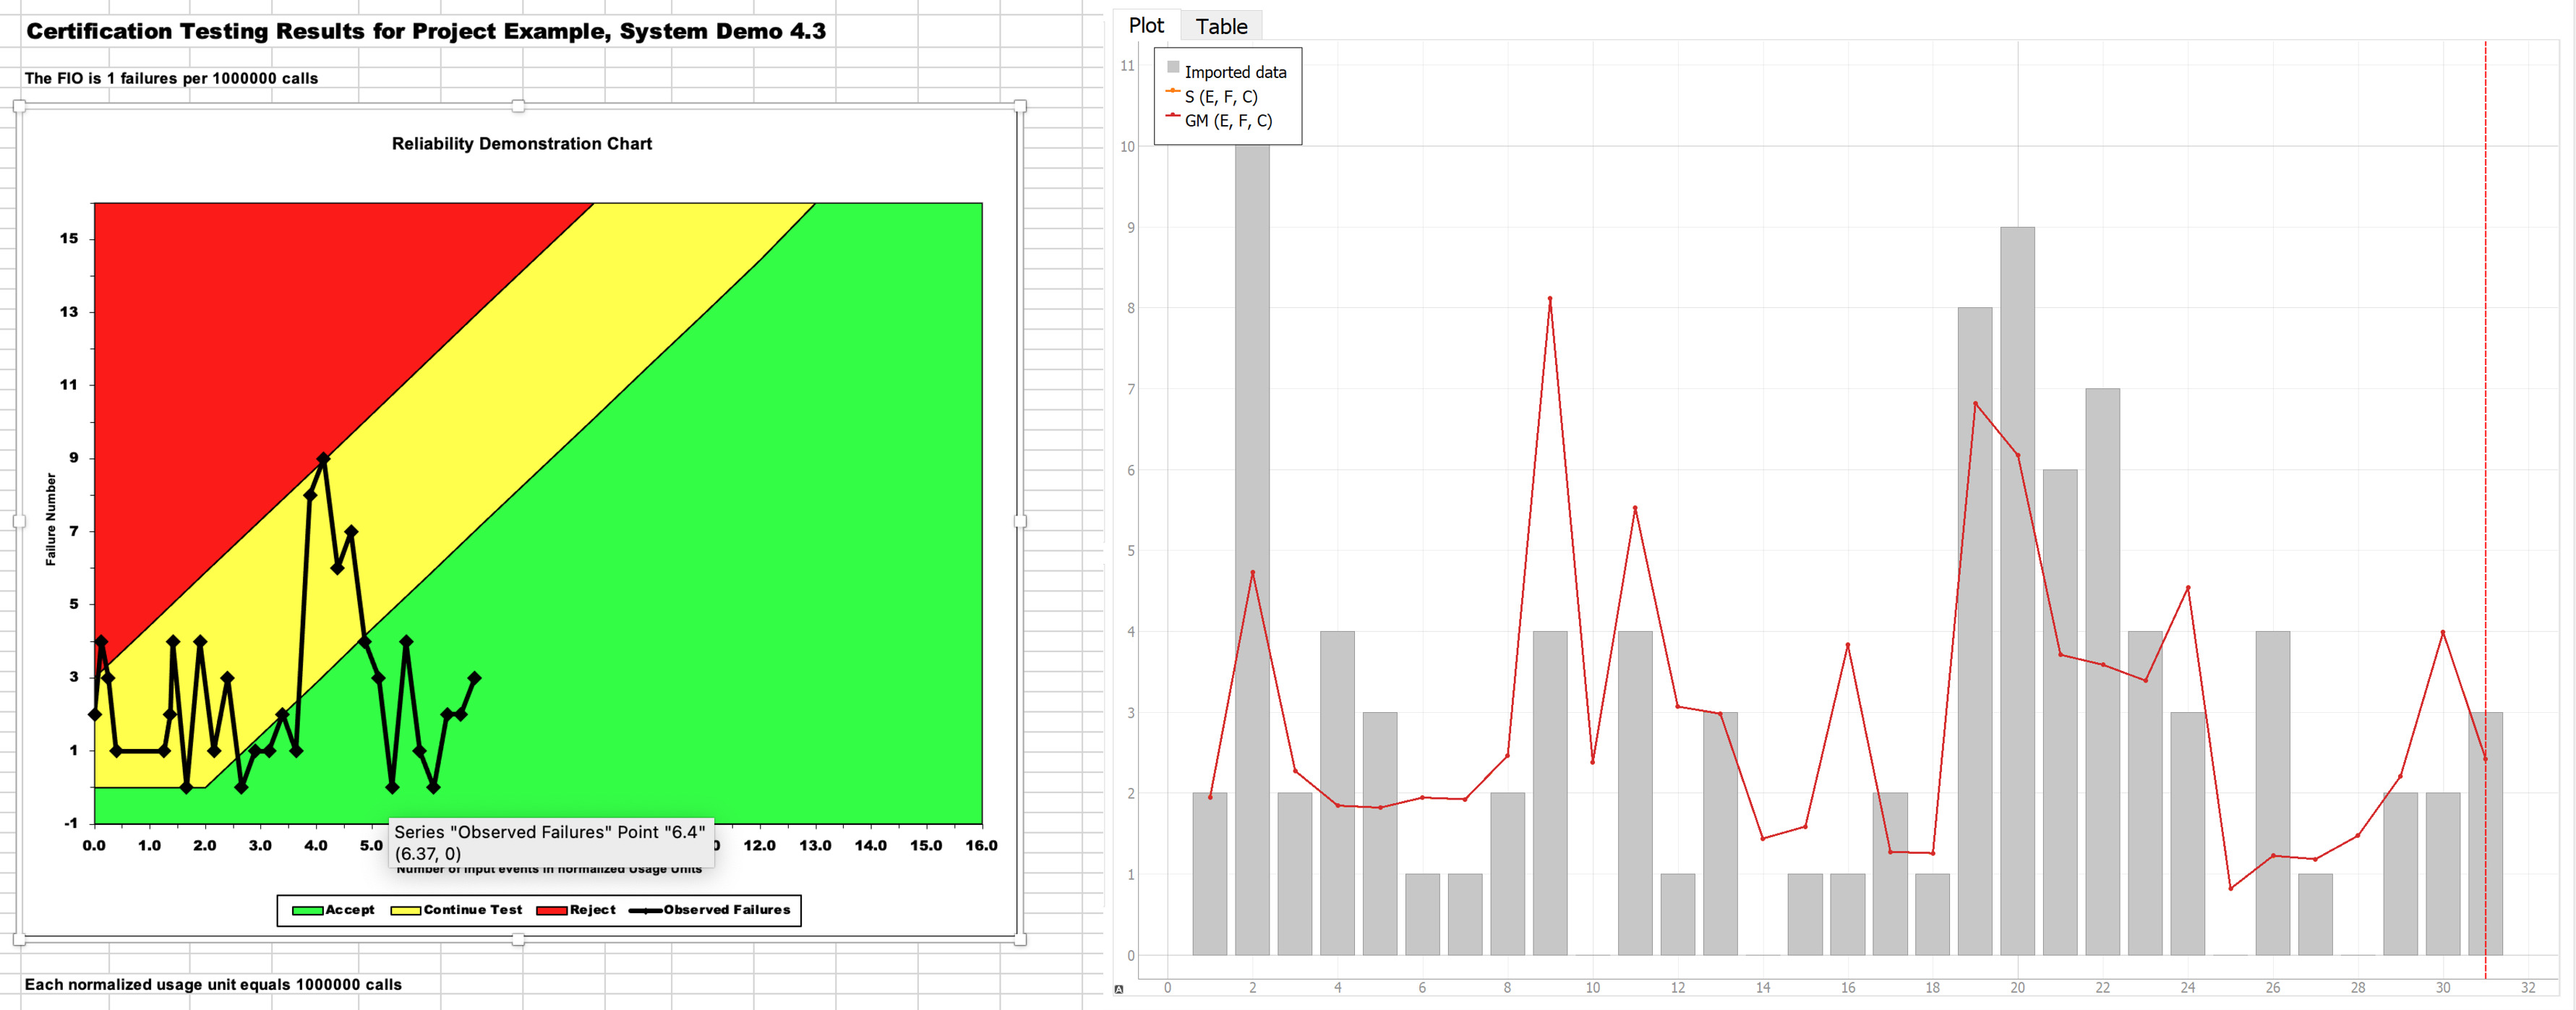 Certification Testing Results for Project Example, System Demo 4.3
The FIO is 1 failures per 1000000 calls
Reliability Demonstration Chart
15
13
11
9
7
5
3
1
-1
Failure Number
0.0 1.0 2.0 3.0 4.0 5.0 0 12.0 13.0 14.0 15.0 16.0
Series "Observed Failures" Point "6.4"
(6.37, 0)
Number of input events in normalized Usage Units
Accept Continue Test Reject Observed Failures
Each normalized usage unit equals 1000000 calls
Plot Table
Imported data
S (E, F, C)
GM (E, F, C)
11
10
9
8
7
6
5
4
3
2
1
0
A
0 2 4 6 8 10 12 14 16 18 20 22 24 26 28 30 32